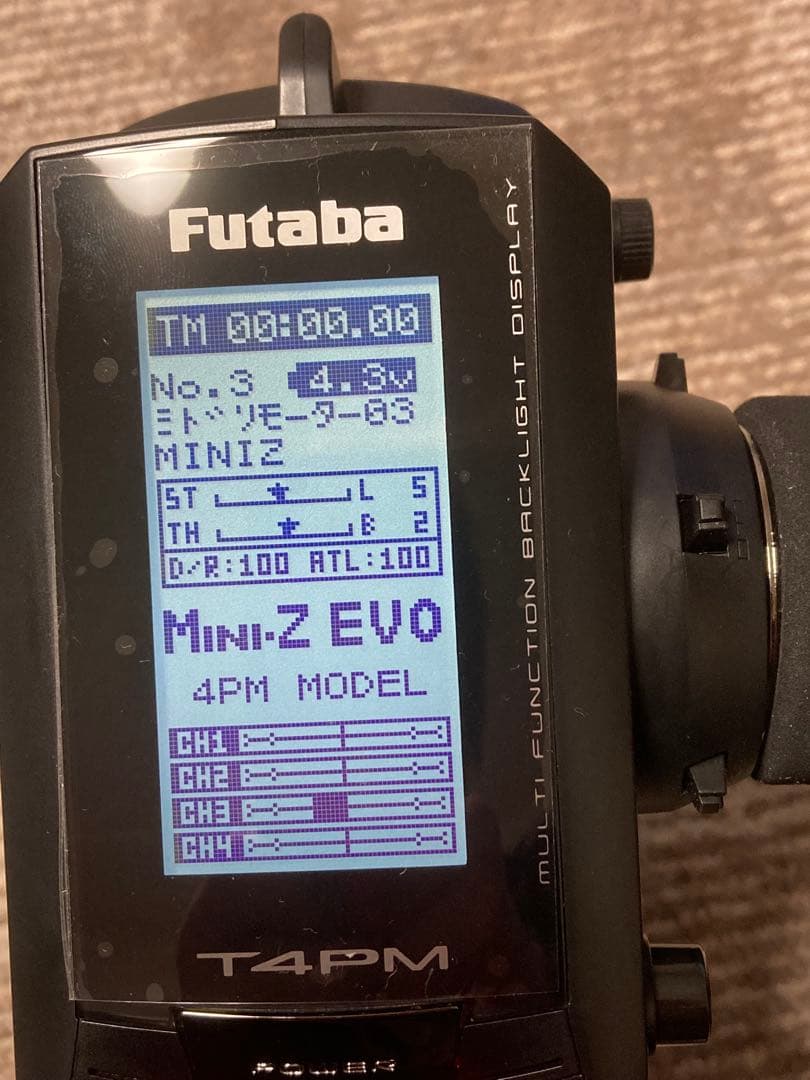 Futaba
TM 00:00.00
No.3 4.3v
ミドリモーター03
MINIZ
ST L 5
TH B 2
D/R:100 ATL:100
MINI-Z EVO
4PM MODEL
CH1
CH2
CH3
CH4
T4PM
POWER
MULTI FUNCTION BACKLIGHT DISPLAY